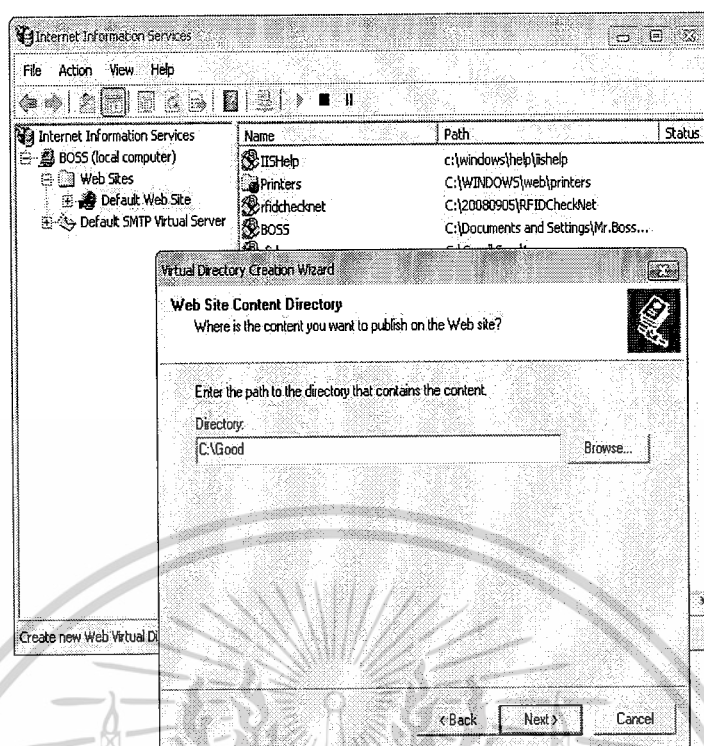 Internet Information Services
File Action View Help
Internet Information Services
BOSS (local computer)
Web Sites
Default Web Site
Default SMTP Virtual Server
Name Path Status
IISHelp c:\windows\help\iishelp
Printers C:\WINDOWS\web\printers
rfidchecknet C:\20080905\RFIDCheckNet
BOSS C:\Documents and Settings\Mr.Boss...
Virtual Directory Creation Wizard
Web Site Content Directory
Where is the content you want to publish on the Web site?
Enter the path to the directory that contains the content.
Directory:
C:\Good
Browse...
Create new Web Virtual Di
< Back Next > Cancel